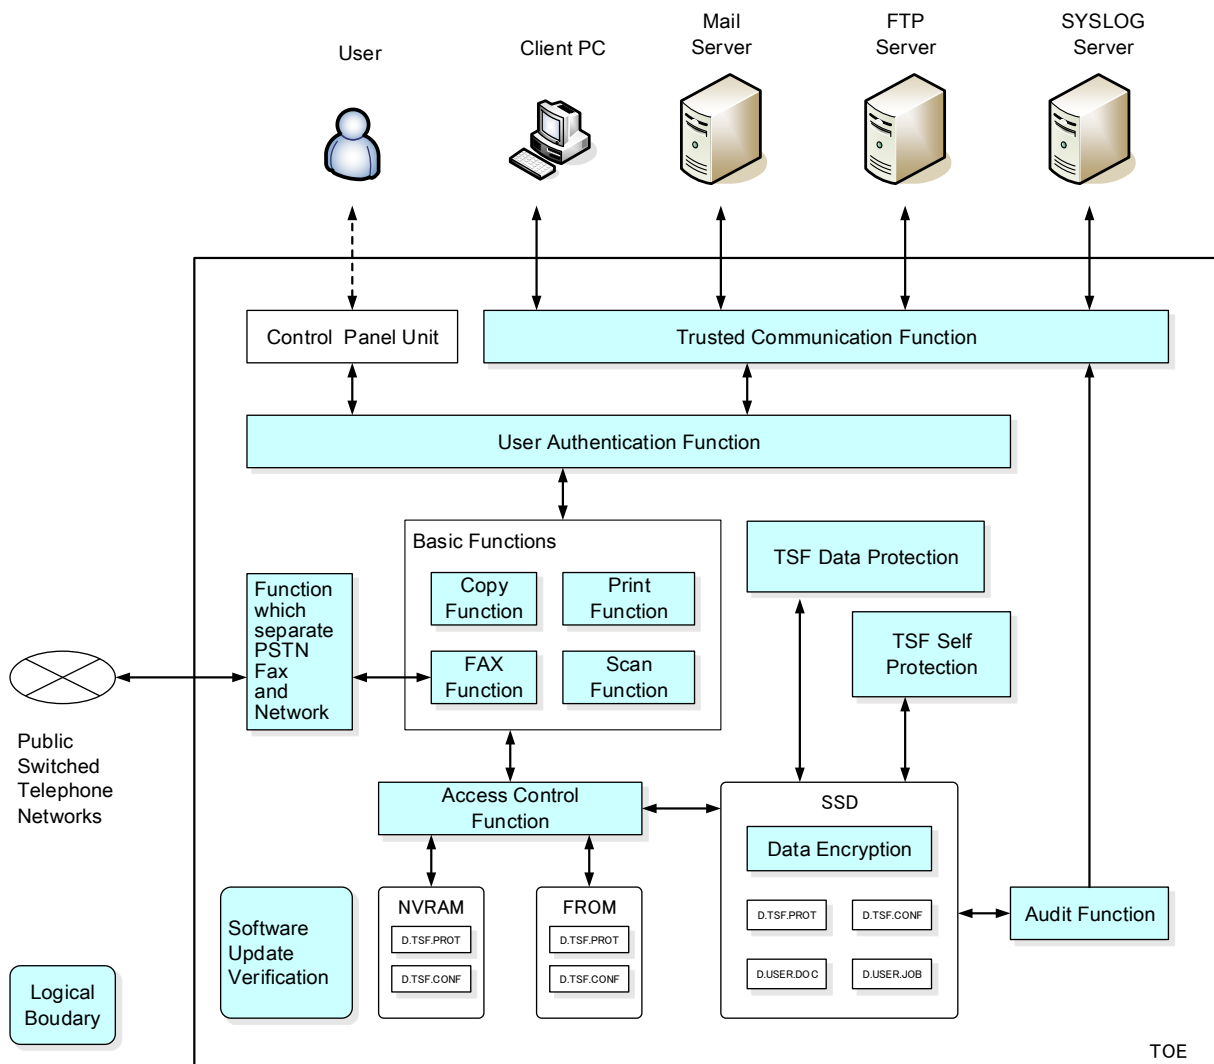 User
Client PC
Mail
Server
FTP
Server
SYSLOG
Server
Control Panel Unit
Trusted Communication Function
User Authentication Function
Basic Functions
Copy
Function
Print
Function
FAX
Function
Scan
Function
TSF Data Protection
TSF Self
Protection
Function
which
separate
PSTN
Fax
and
Network
Public
Switched
Telephone
Networks
Access Control
Function
SSD
Data Encryption
D.TSF.PROT
D.TSF.CONF
D.USER.DOC
D.USER.JOB
Audit Function
NVRAM
D.TSF.PROT
D.TSF.CONF
FROM
D.TSF.PROT
D.TSF.CONF
Software
Update
Verification
Logical
Boudary
TOE